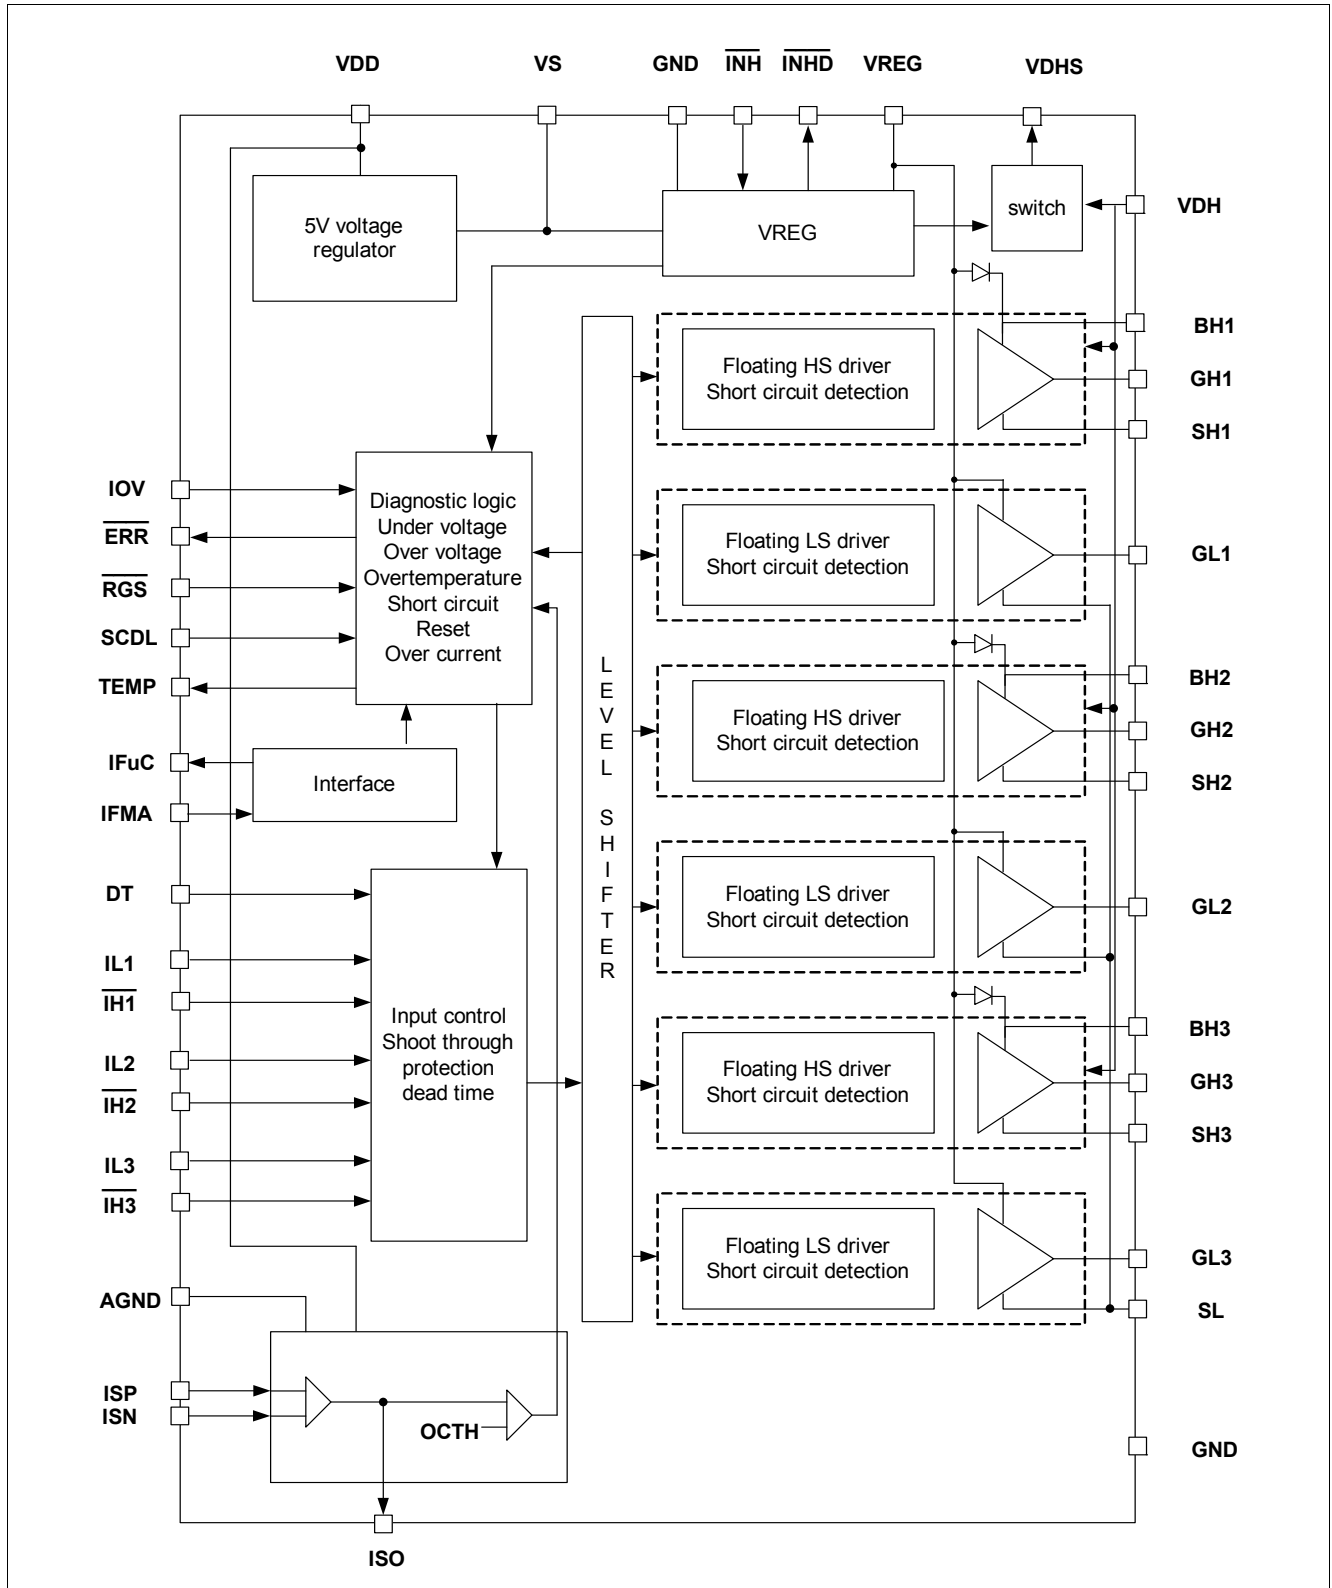 VDD
VS
GND
INH
INHD
VREG
VDHS
5V voltage
regulator
VREG
switch
VDH
Floating HS driver
Short circuit detection
BH1
GH1
SH1
IOV
ERR
RGS
SCDL
TEMP
Diagnostic logic
Under voltage
Over voltage
Overtemperature
Short circuit
Reset
Over current
Floating LS driver
Short circuit detection
GL1
LEVEL SHIFTER
Floating HS driver
Short circuit detection
BH2
GH2
SH2
IFuC
IFMA
Interface
Floating LS driver
Short circuit detection
GL2
DT
IL1
IH1
IL2
IH2
IL3
IH3
Input control
Shoot through
protection
dead time
Floating HS driver
Short circuit detection
BH3
GH3
SH3
Floating LS driver
Short circuit detection
GL3
SL
AGND
ISP
ISN
OCTH
GND
ISO